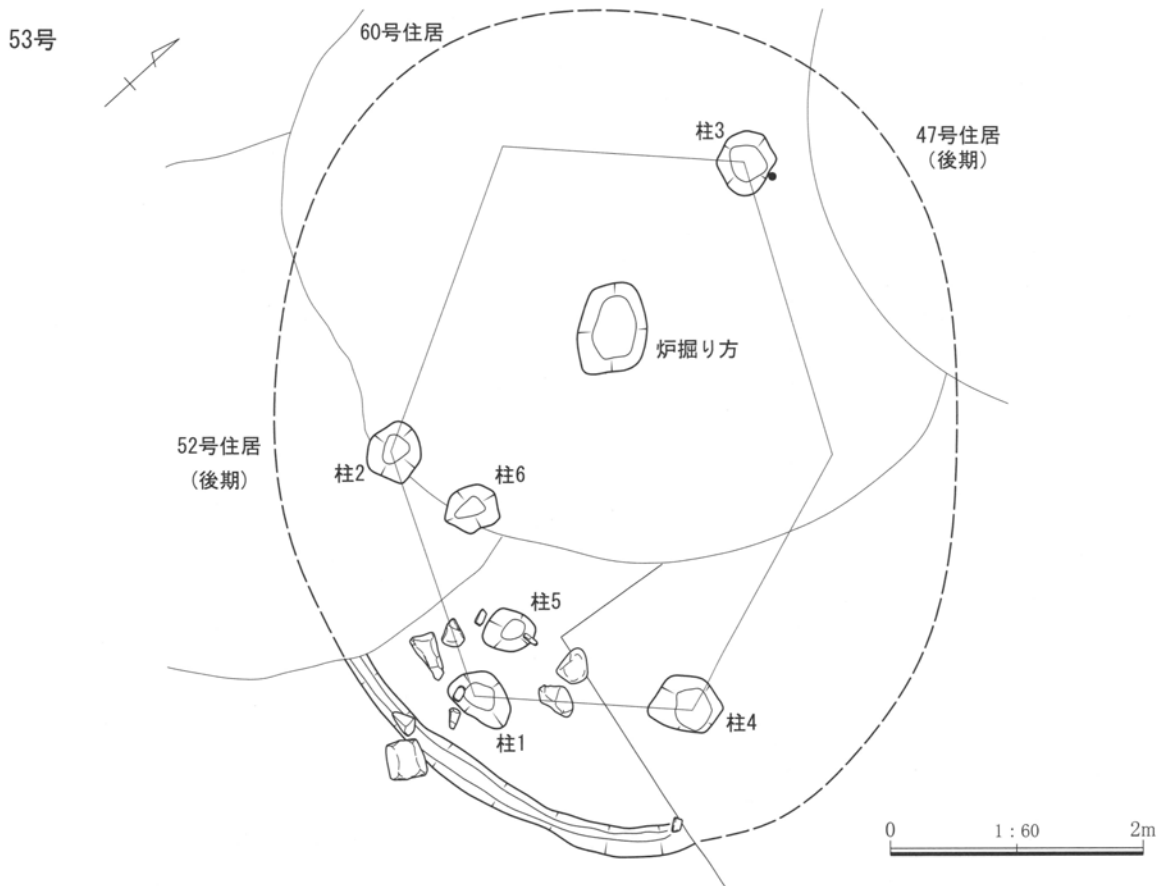 53号
60号住居
柱3
47号住居
(後期)
炉掘り方
52号住居
(後期)
柱2
柱6
柱5
柱1
柱4
0 1:60 2m